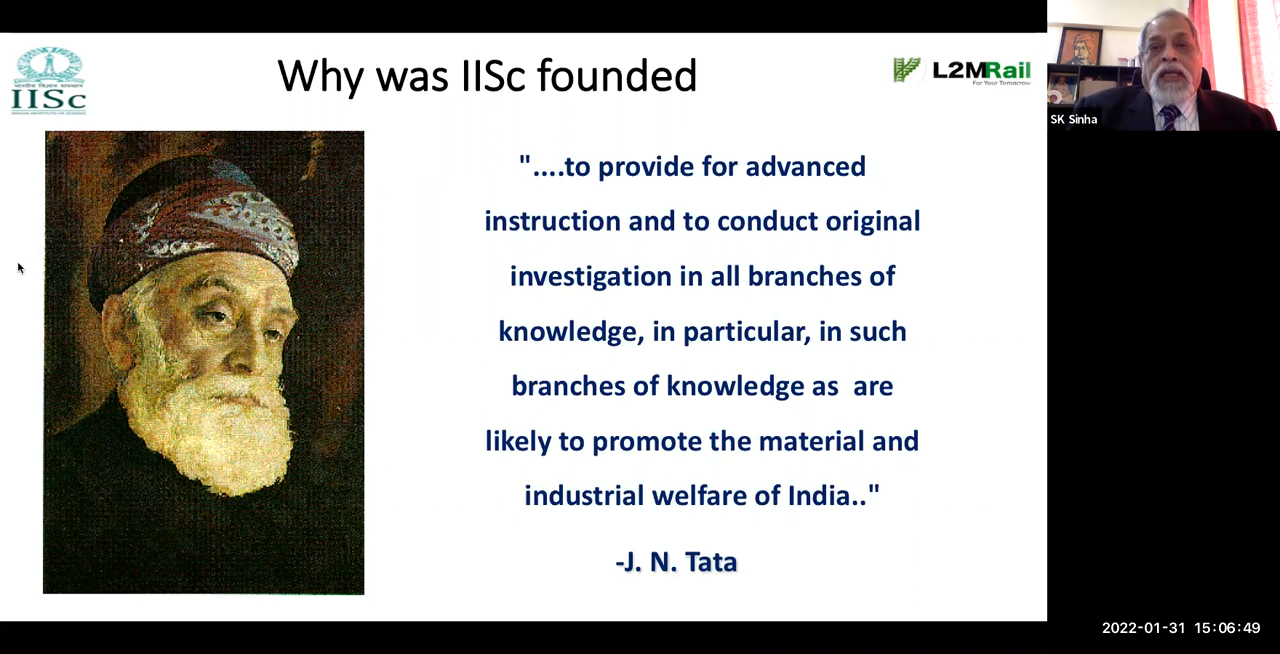 Why was IISc founded
IISc
L2MRail
For Your Tomorrow
SK Sinha
"....to provide for advanced
instruction and to conduct original
investigation in all branches of
knowledge, in particular, in such
branches of knowledge as  are
likely to promote the material and
industrial welfare of India.."
-J. N. Tata
2022-01-31 15:06:49